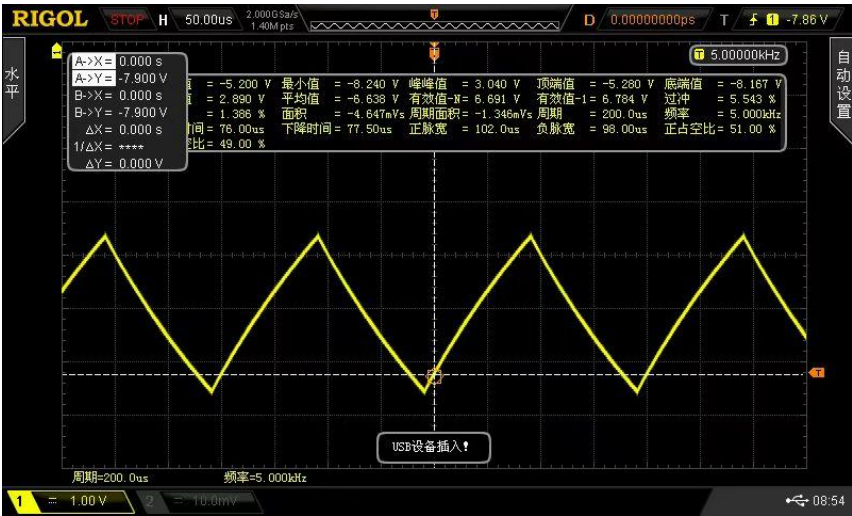 RIGOL STOP H 50.00us 2.000GSa/s 1.40Mpts D 0.00000000ps T 1 -7.86 V
水平
T 5.00000kHz
自动设置
A->X= 0.000 s
A->Y= -7.900 V
B->X= 0.000 s
B->Y= -7.900 V
ΔX= 0.000 s
1/ΔX= ****
ΔY= 0.000 V
= -5.200 V 最小值 = -8.240 V 峰峰值 = 3.040 V 顶端值 = -5.280 V 底端值 = -8.167 V
= 2.890 V 平均值 = -6.638 V 有效值-N= 6.691 V 有效值-1= 6.784 V 过冲 = 5.543 %
= 1.386 % 面积 = -4.647mVs 周期面积= -1.346mVs 周期 = 200.0us 频率 = 5.000kHz
间= 76.00us 下降时间= 77.50us 正脉宽 = 102.0us 负脉宽 = 98.00us 正占空比= 51.00 %
空比= 49.00 %
T
USB设备插入!
周期=200.0us 频率=5.000kHz
1 = 1.00 V 2 = 10.0mV 08:54